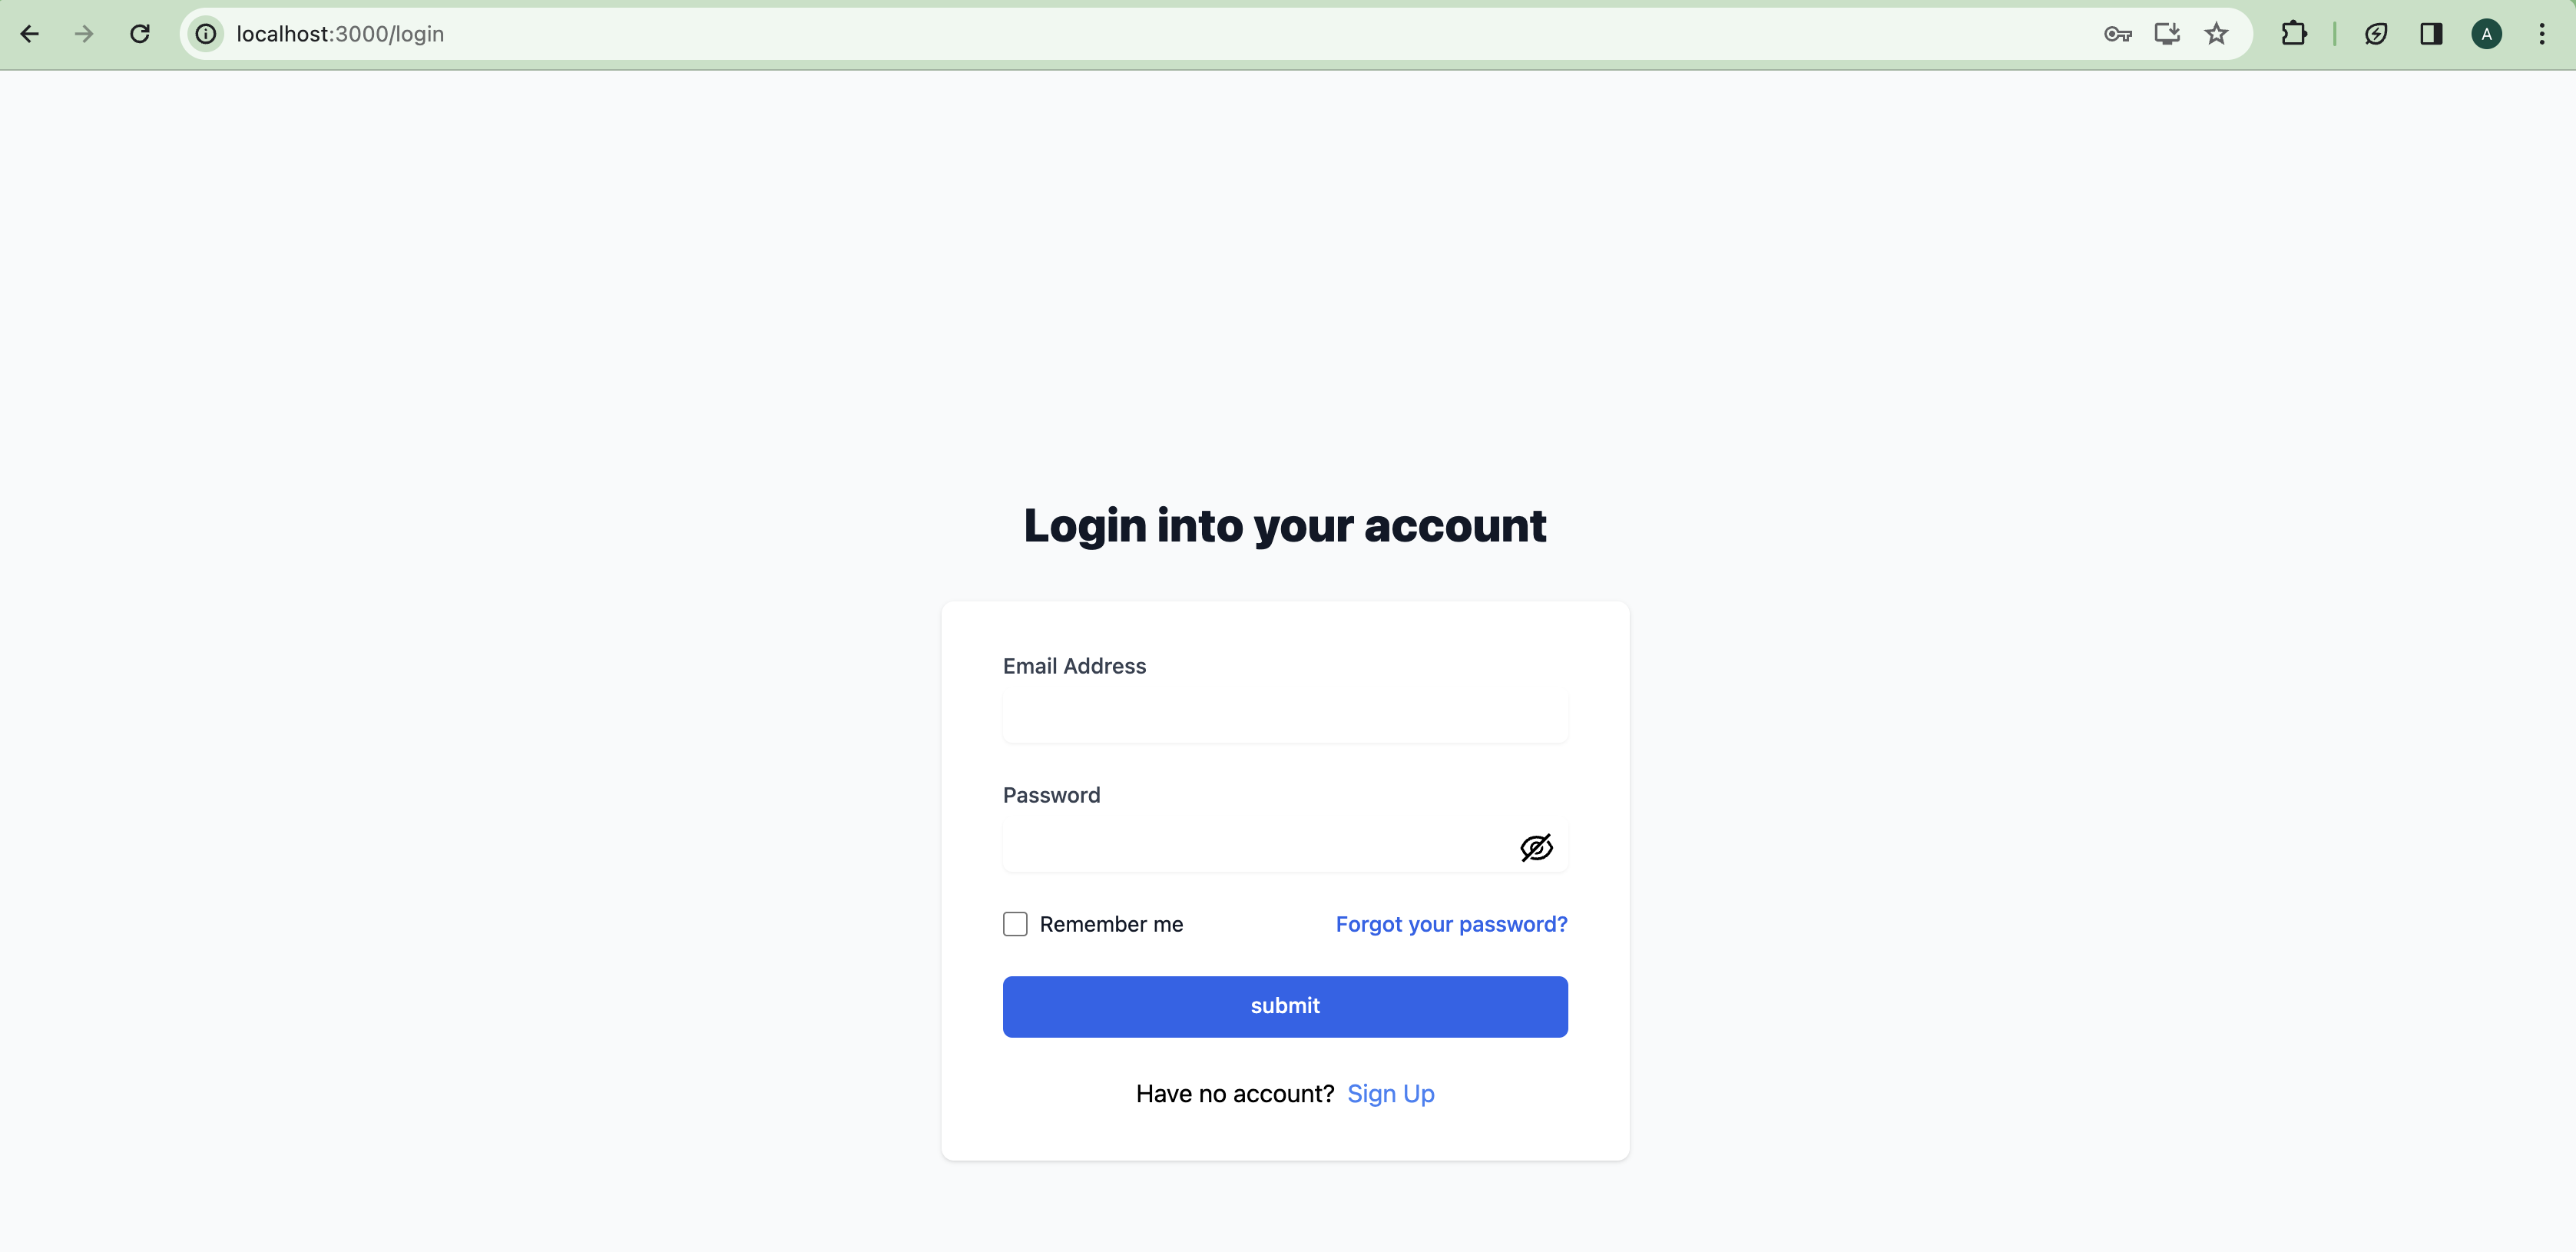 localhost:3000/login
A
Login into your account
Email Address
Password
Remember me
Forgot your password?
submit
Have no account? Sign Up